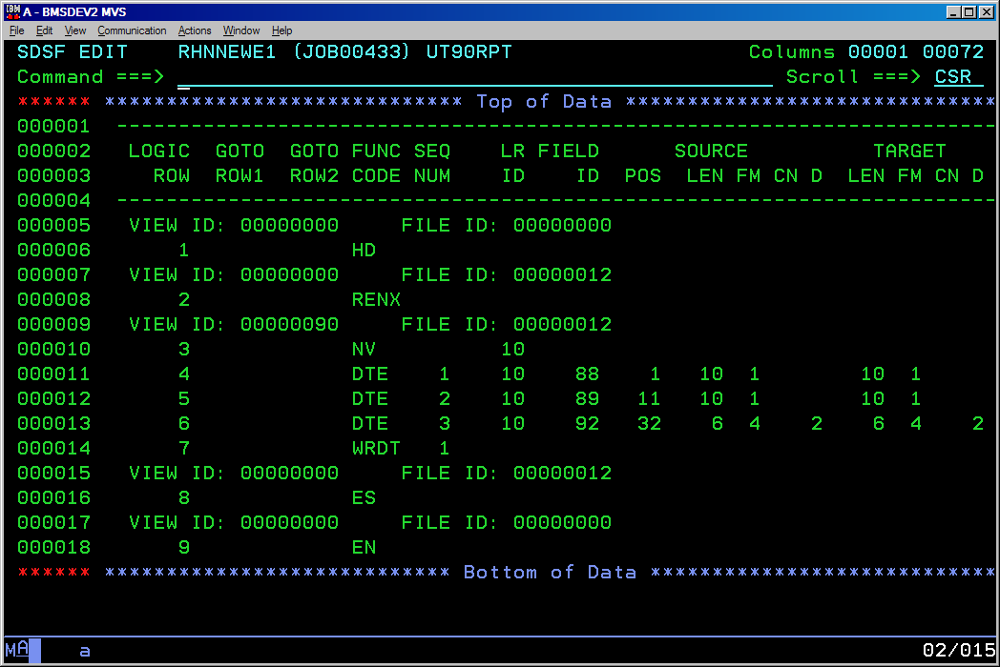 A - BMSDEV2 MVS
File Edit View Communication Actions Window Help
SDSF EDIT    RHNNEWE1 (JOB00433) UT90RPT                   Columns 00001 00072
Command ===>                                                  Scroll ===> CSR
****** ***************************** Top of Data ******************************
000001  -----------------------------------------------------------------------
000002   LOGIC  GOTO  GOTO FUNC SEQ    LR FIELD      SOURCE          TARGET
000003     ROW  ROW1  ROW2 CODE NUM    ID    ID  POS  LEN FM CN D  LEN FM CN D
000004  -----------------------------------------------------------------------
000005   VIEW ID: 00000000     FILE ID: 00000000
000006       1             HD
000007   VIEW ID: 00000000     FILE ID: 00000012
000008       2             RENX
000009   VIEW ID: 00000090     FILE ID: 00000012
000010       3             NV          10
000011       4             DTE    1    10    88    1   10  1           10  1
000012       5             DTE    2    10    89   11   10  1           10  1
000013       6             DTE    3    10    92   32    6  4    2     6  4    2
000014       7             WRDT   1
000015   VIEW ID: 00000000     FILE ID: 00000012
000016       8             ES
000017   VIEW ID: 00000000     FILE ID: 00000000
000018       9             EN
****** **************************** Bottom of Data ****************************
MA    a    02/015